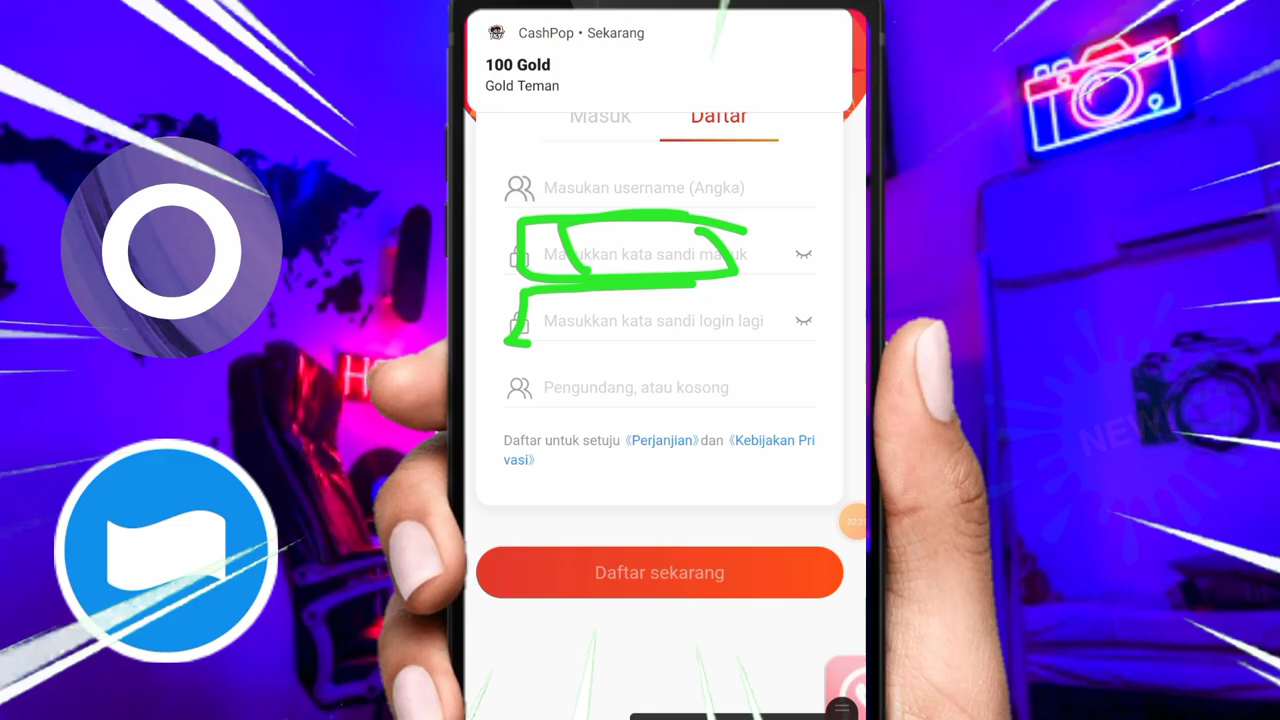 CashPop • Sekarang
100 Gold
Gold Teman
Masuk
Daftar
Masukan username (Angka)
Masukkan kata sandi masuk
Masukkan kata sandi login lagi
Pengundang, atau kosong
Daftar untuk setuju 《Perjanjian》dan 《Kebijakan Pri
vasi》
Daftar sekarang
NEW